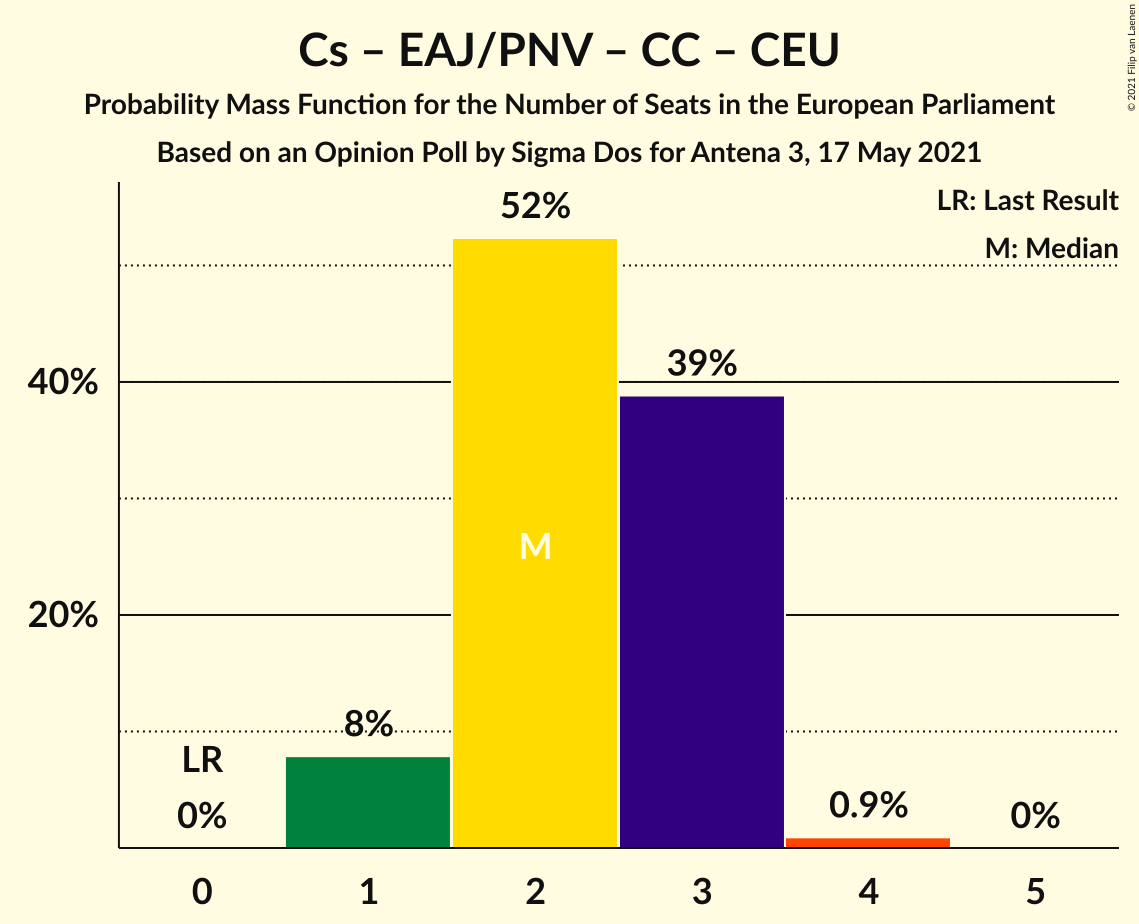 © 2021 Filip van Laenen
Cs – EAJ/PNV – CC – CEU
Probability Mass Function for the Number of Seats in the European Parliament
Based on an Opinion Poll by Sigma Dos for Antena 3, 17 May 2021
LR: Last Result
M: Median
52%
39%
40%
M
20%
8%
LR
0%
0.9%
0%
0 1 2 3 4 5